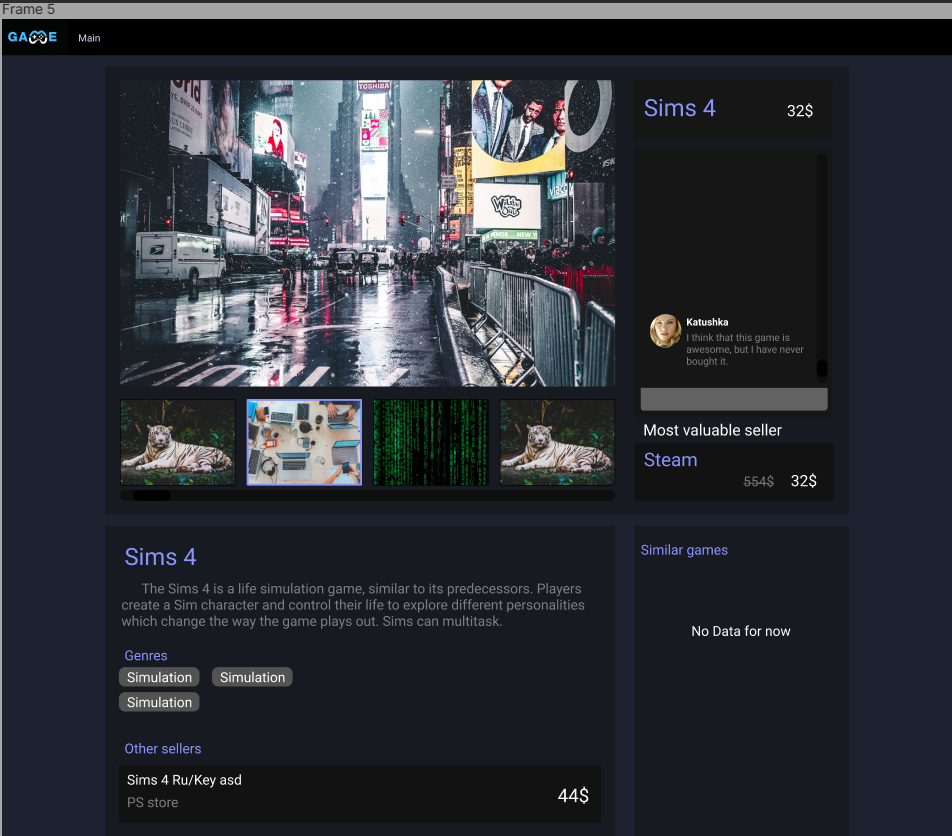 Frame 5
GAME
Main
TOSHIBA
Wild'N Out
Sims 4
32$
Katushka
I think that this game is
awesome, but I have never
bought it.
Most valuable seller
Steam
554$ 32$
Sims 4
The Sims 4 is a life simulation game, similar to its predecessors. Players
create a Sim character and control their life to explore different personalities
which change the way the game plays out. Sims can multitask.
Genres
Simulation Simulation
Simulation
Other sellers
Sims 4 Ru/Key asd
PS store
44$
Similar games
No Data for now